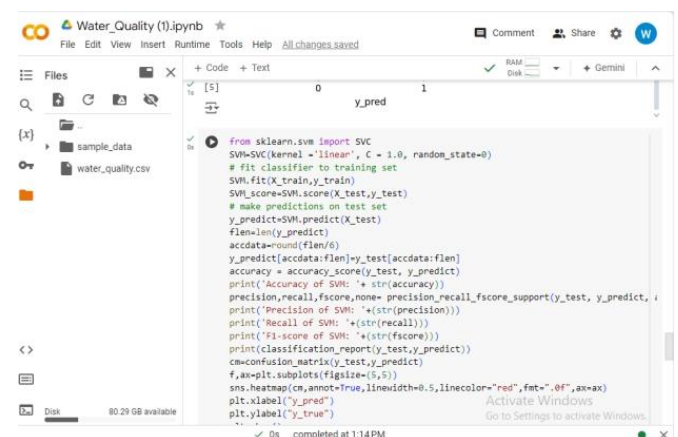 Water_Quality (1).ipynb
Comment
Share
W
File Edit View Insert Runtime Tools Help All changes saved
Files
+ Code + Text
RAM
Disk
Gemini
[5]
1s
0 1
y_pred
..
sample_data
water_quality.csv
{x}
0s
from sklearn.svm import SVC
SVM=SVC(kernel ='linear', C = 1.0, random_state=0)
# fit classifier to training set
SVM.fit(X_train,y_train)
SVM_score=SVM.score(X_test,y_test)
# make predictions on test set
y_predict=SVM.predict(X_test)
flen=len(y_predict)
accdata=round(flen/6)
y_predict[accdata:flen]=y_test[accdata:flen]
accuracy = accuracy_score(y_test, y_predict)
print('Accuracy of SVM: '+ str(accuracy))
precision,recall,fscore,none= precision_recall_fscore_support(y_test, y_predict,
print('Precision of SVM: '+(str(precision)))
print('Recall of SVM: '+(str(recall)))
print('F1-score of SVM: '+(str(fscore)))
print(classification_report(y_test,y_predict))
cm=confusion_matrix(y_test,y_predict)
f,ax=plt.subplots(figsize=(5,5))
sns.heatmap(cm,annot=True,linewidth=0.5,linecolor="red",fmt=".0f",ax=ax)
plt.xlabel("y_pred")
plt.ylabel("y_true")
Activate Windows
Go to Settings to activate Windows.
Disk 80.29 GB available
0s completed at 1:14 PM